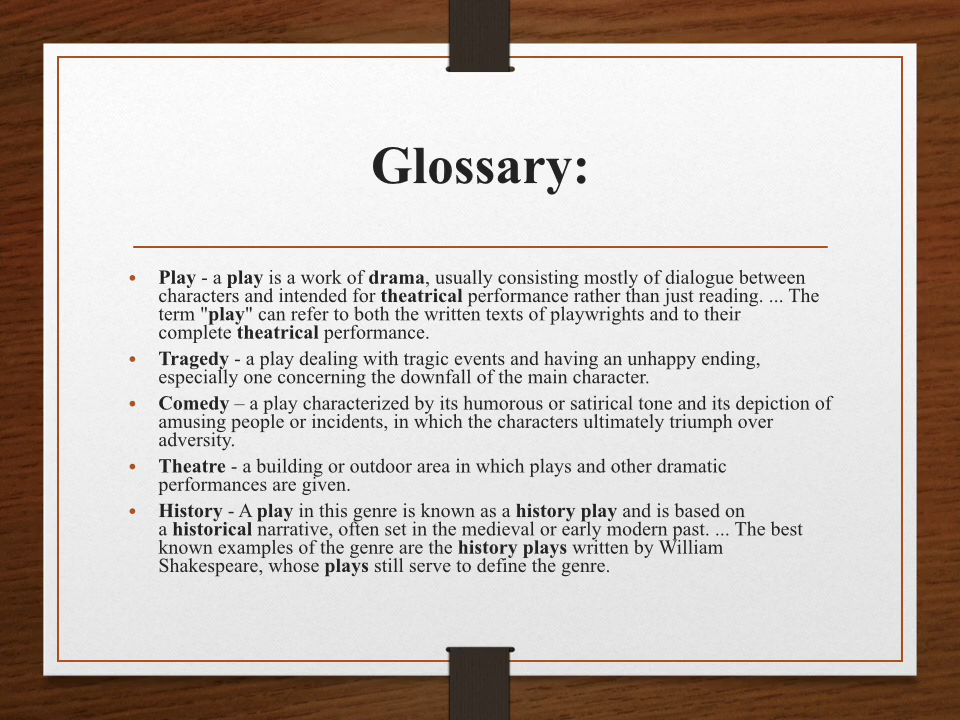 Glossary:
• Play - a play is a work of drama, usually consisting mostly of dialogue between
characters and intended for theatrical performance rather than just reading. ... The
term "play" can refer to both the written texts of playwrights and to their
complete theatrical performance.
• Tragedy - a play dealing with tragic events and having an unhappy ending,
especially one concerning the downfall of the main character.
• Comedy – a play characterized by its humorous or satirical tone and its depiction of
amusing people or incidents, in which the characters ultimately triumph over
adversity.
• Theatre - a building or outdoor area in which plays and other dramatic
performances are given.
• History - A play in this genre is known as a history play and is based on
a historical narrative, often set in the medieval or early modern past. ... The best
known examples of the genre are the history plays written by William
Shakespeare, whose plays still serve to define the genre.